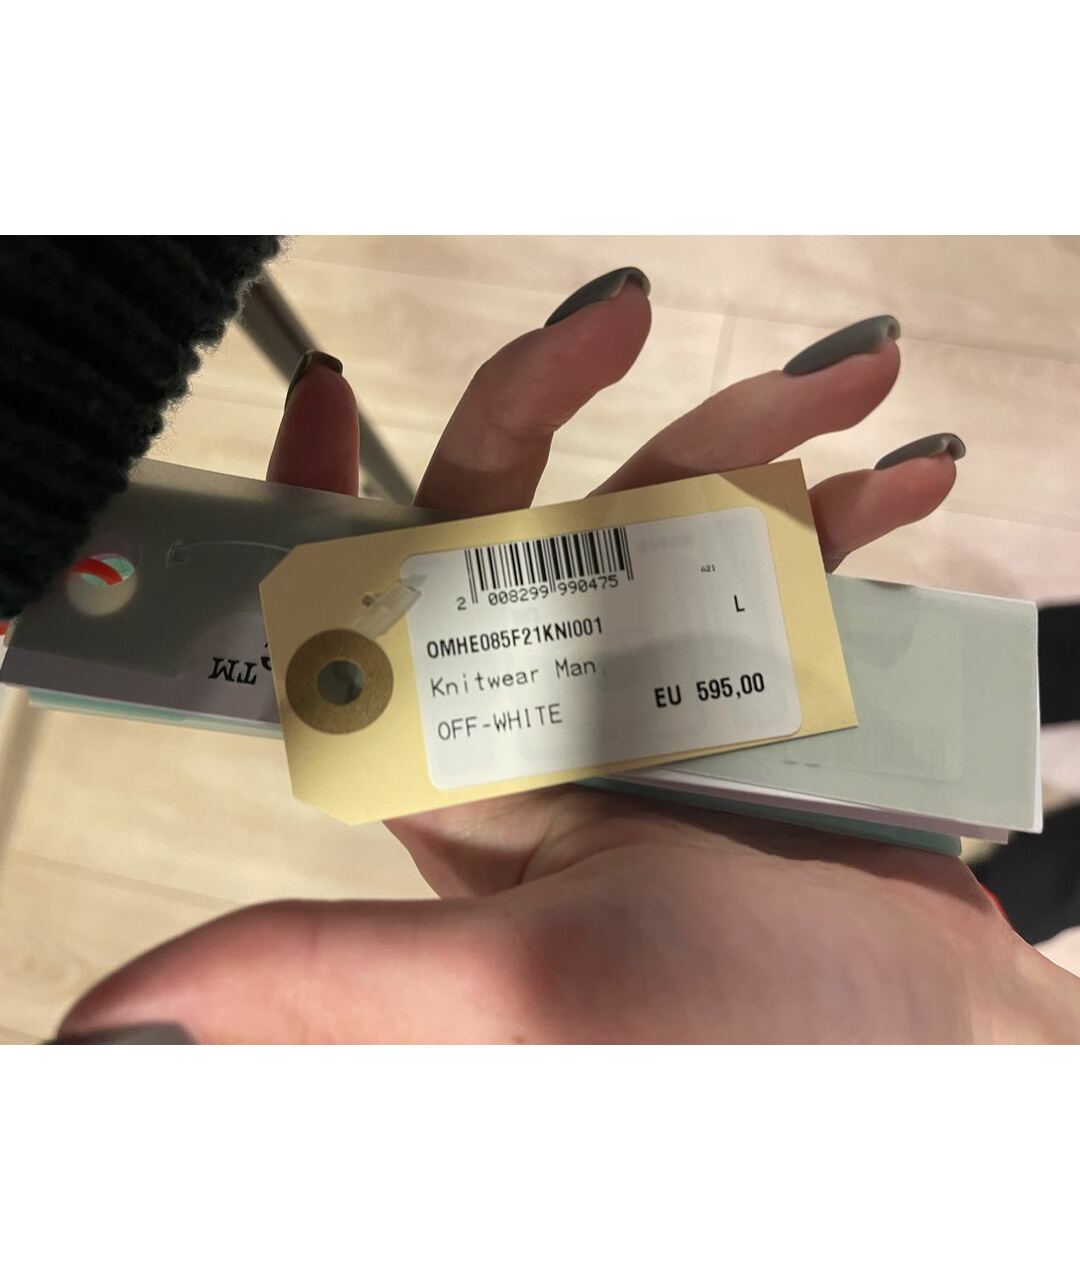 A21
2 008299 990475
L
OMHE085F21KNI001
Knitwear Man
EU 595,00
OFF-WHITE
TM